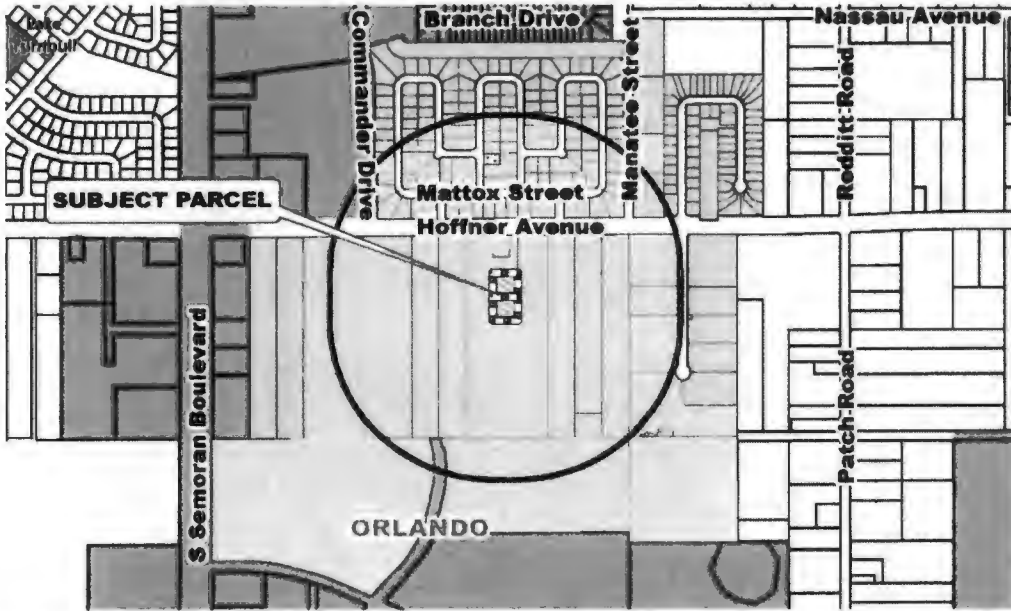 Branch Drive
Nassau Avenue
Lake
Commander Drive
Manatee Street
Redditt Road
SUBJECT PARCEL
Mattox Street
Hoffner Avenue
S Semoran Boulevard
Patch Road
ORLANDO